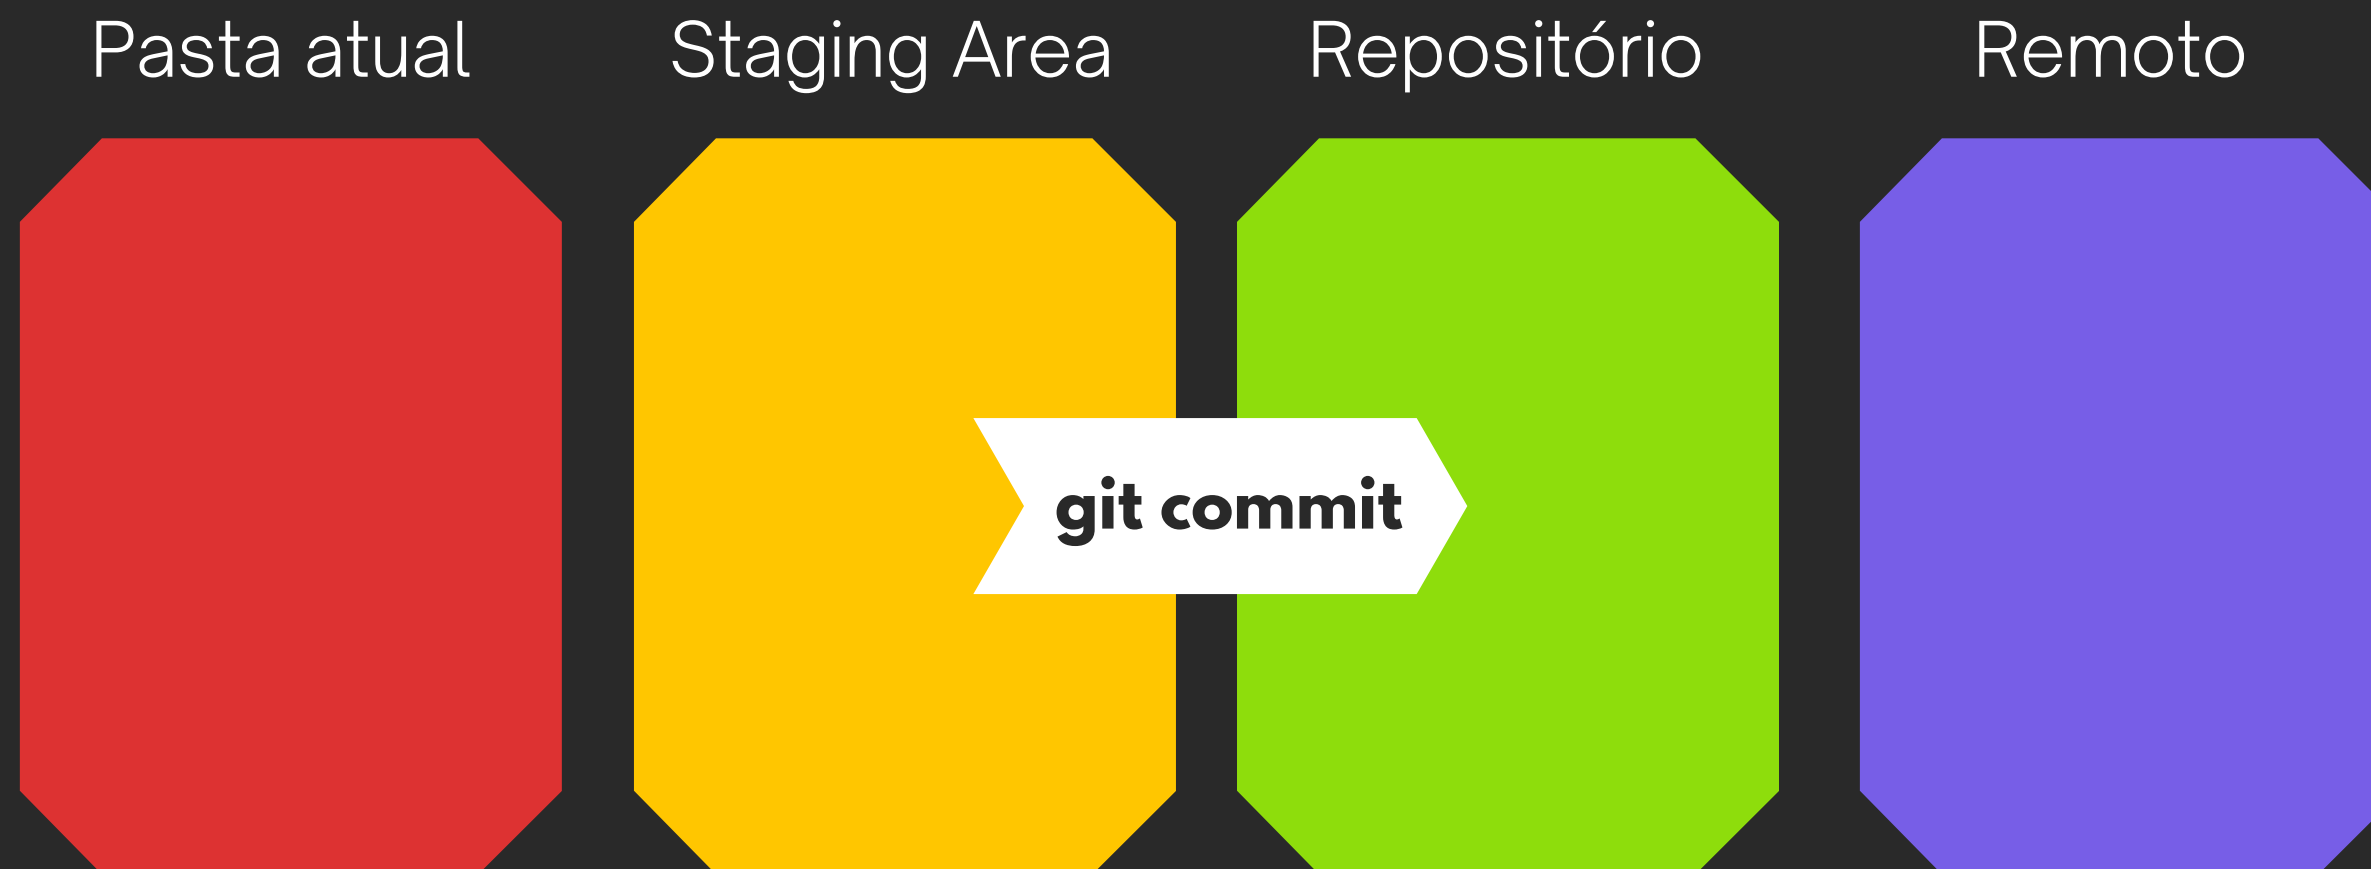 Pasta atual
Staging Area
Repositório
Remoto
git commit